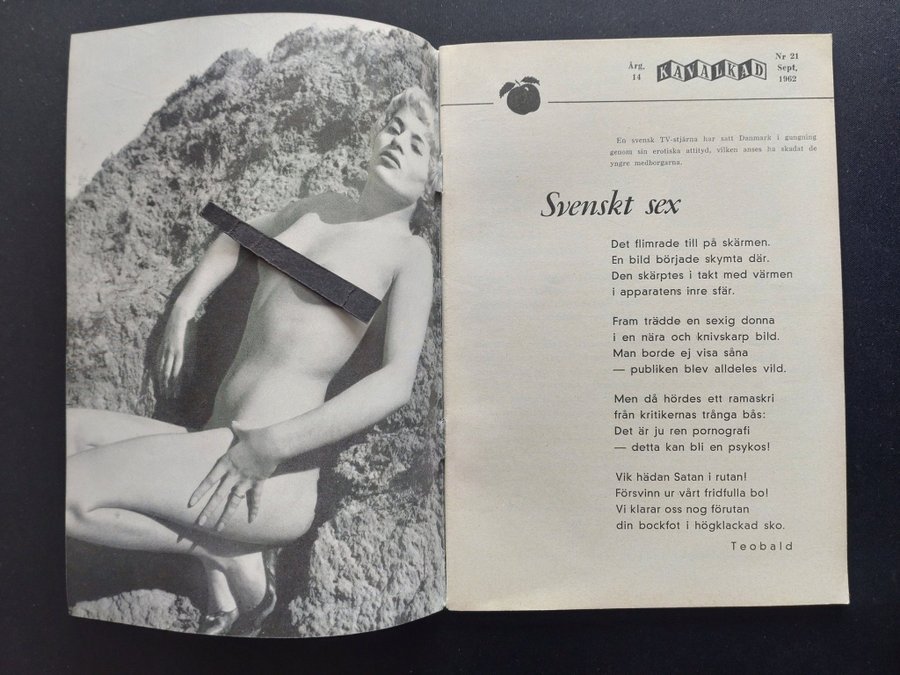 Årg.
14
KAVALKAD
Nr 21
Sept.
1962
En svensk TV-stjärna har satt Danmark i gungning
genom sin erotiska attityd, vilken anses ha skadat de
yngre medborgarna.
Svenskt sex
Det flimrade till på skärmen.
En bild började skymta där.
Den skärptes i takt med värmen
i apparatens inre sfär.
Fram trädde en sexig donna
i en nära och knivskarp bild.
Man borde ej visa såna
— publiken blev alldeles vild.
Men då hördes ett ramaskri
från kritikernas trånga bås:
Det är ju ren pornografi
— detta kan bli en psykos!
Vik hädan Satan i rutan!
Försvinn ur vårt fridfulla bo!
Vi klarar oss nog förutan
din bockfot i högklackad sko.
Teobald